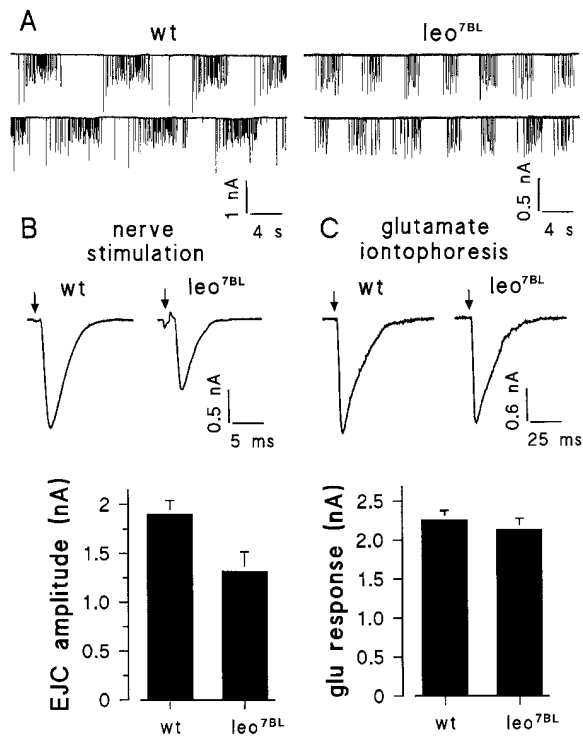 A
wt
leo7BL
1 nA
4 s
0.5 nA
4 s
B
nerve
stimulation
wt
leo7BL
0.5 nA
5 ms
C
glutamate
iontophoresis
wt
leo7BL
0.6 nA
25 ms
EJC amplitude (nA)
2
1.5
1.0
0.5
0
wt
leo7BL
glu response (nA)
2.5
2.0
1.5
1.0
0.5
0
wt
leo7BL